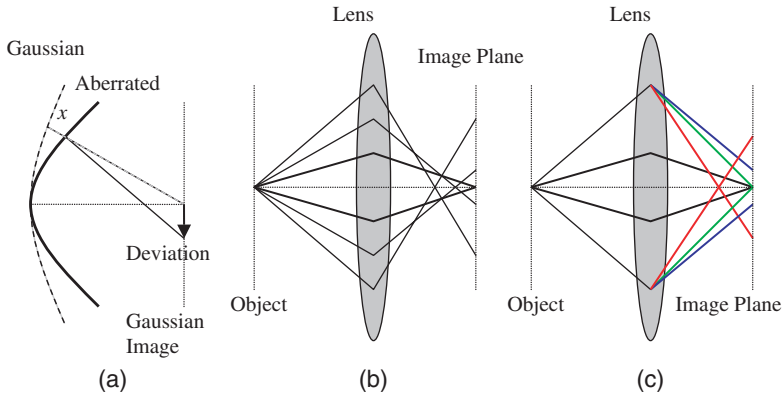 Gaussian
Aberrated
x
Deviation
Gaussian
Image
(a)
Lens
Image Plane
Object
(b)
Lens
Object
Image Plane
(c)